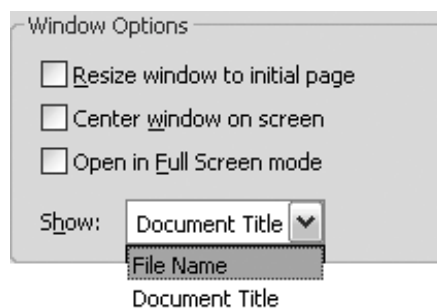 Window Options
Resize window to initial page
Center window on screen
Open in Full Screen mode
Show: Document Title
File Name
Document Title